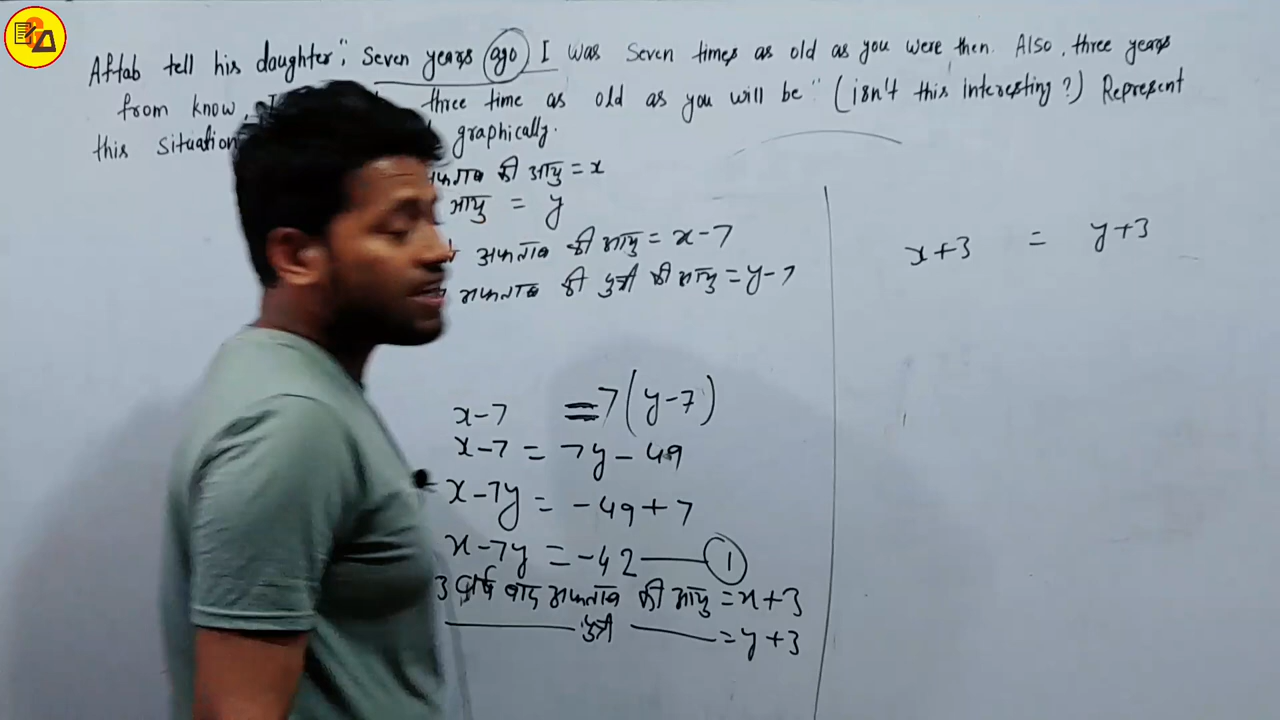 Aftab tell his daughter, "Seven years ago I was Seven times as old as you were then. Also, three years
from know, I three time as old as you will be" (isn't this interesting?) Represent
this situation graphically.
की आयु = x
आयु = y
अफताब की आयु = x-7
अफताब की पुत्री की आयु = y-7
x-7 = 7(y-7)
x-7 = 7y-49
x-7y = -49+7
x-7y = -42 ——— ①
3 वर्ष बाद अफताब की आयु = x+3
——— पुत्री ——— = y+3
x+3 = y+3